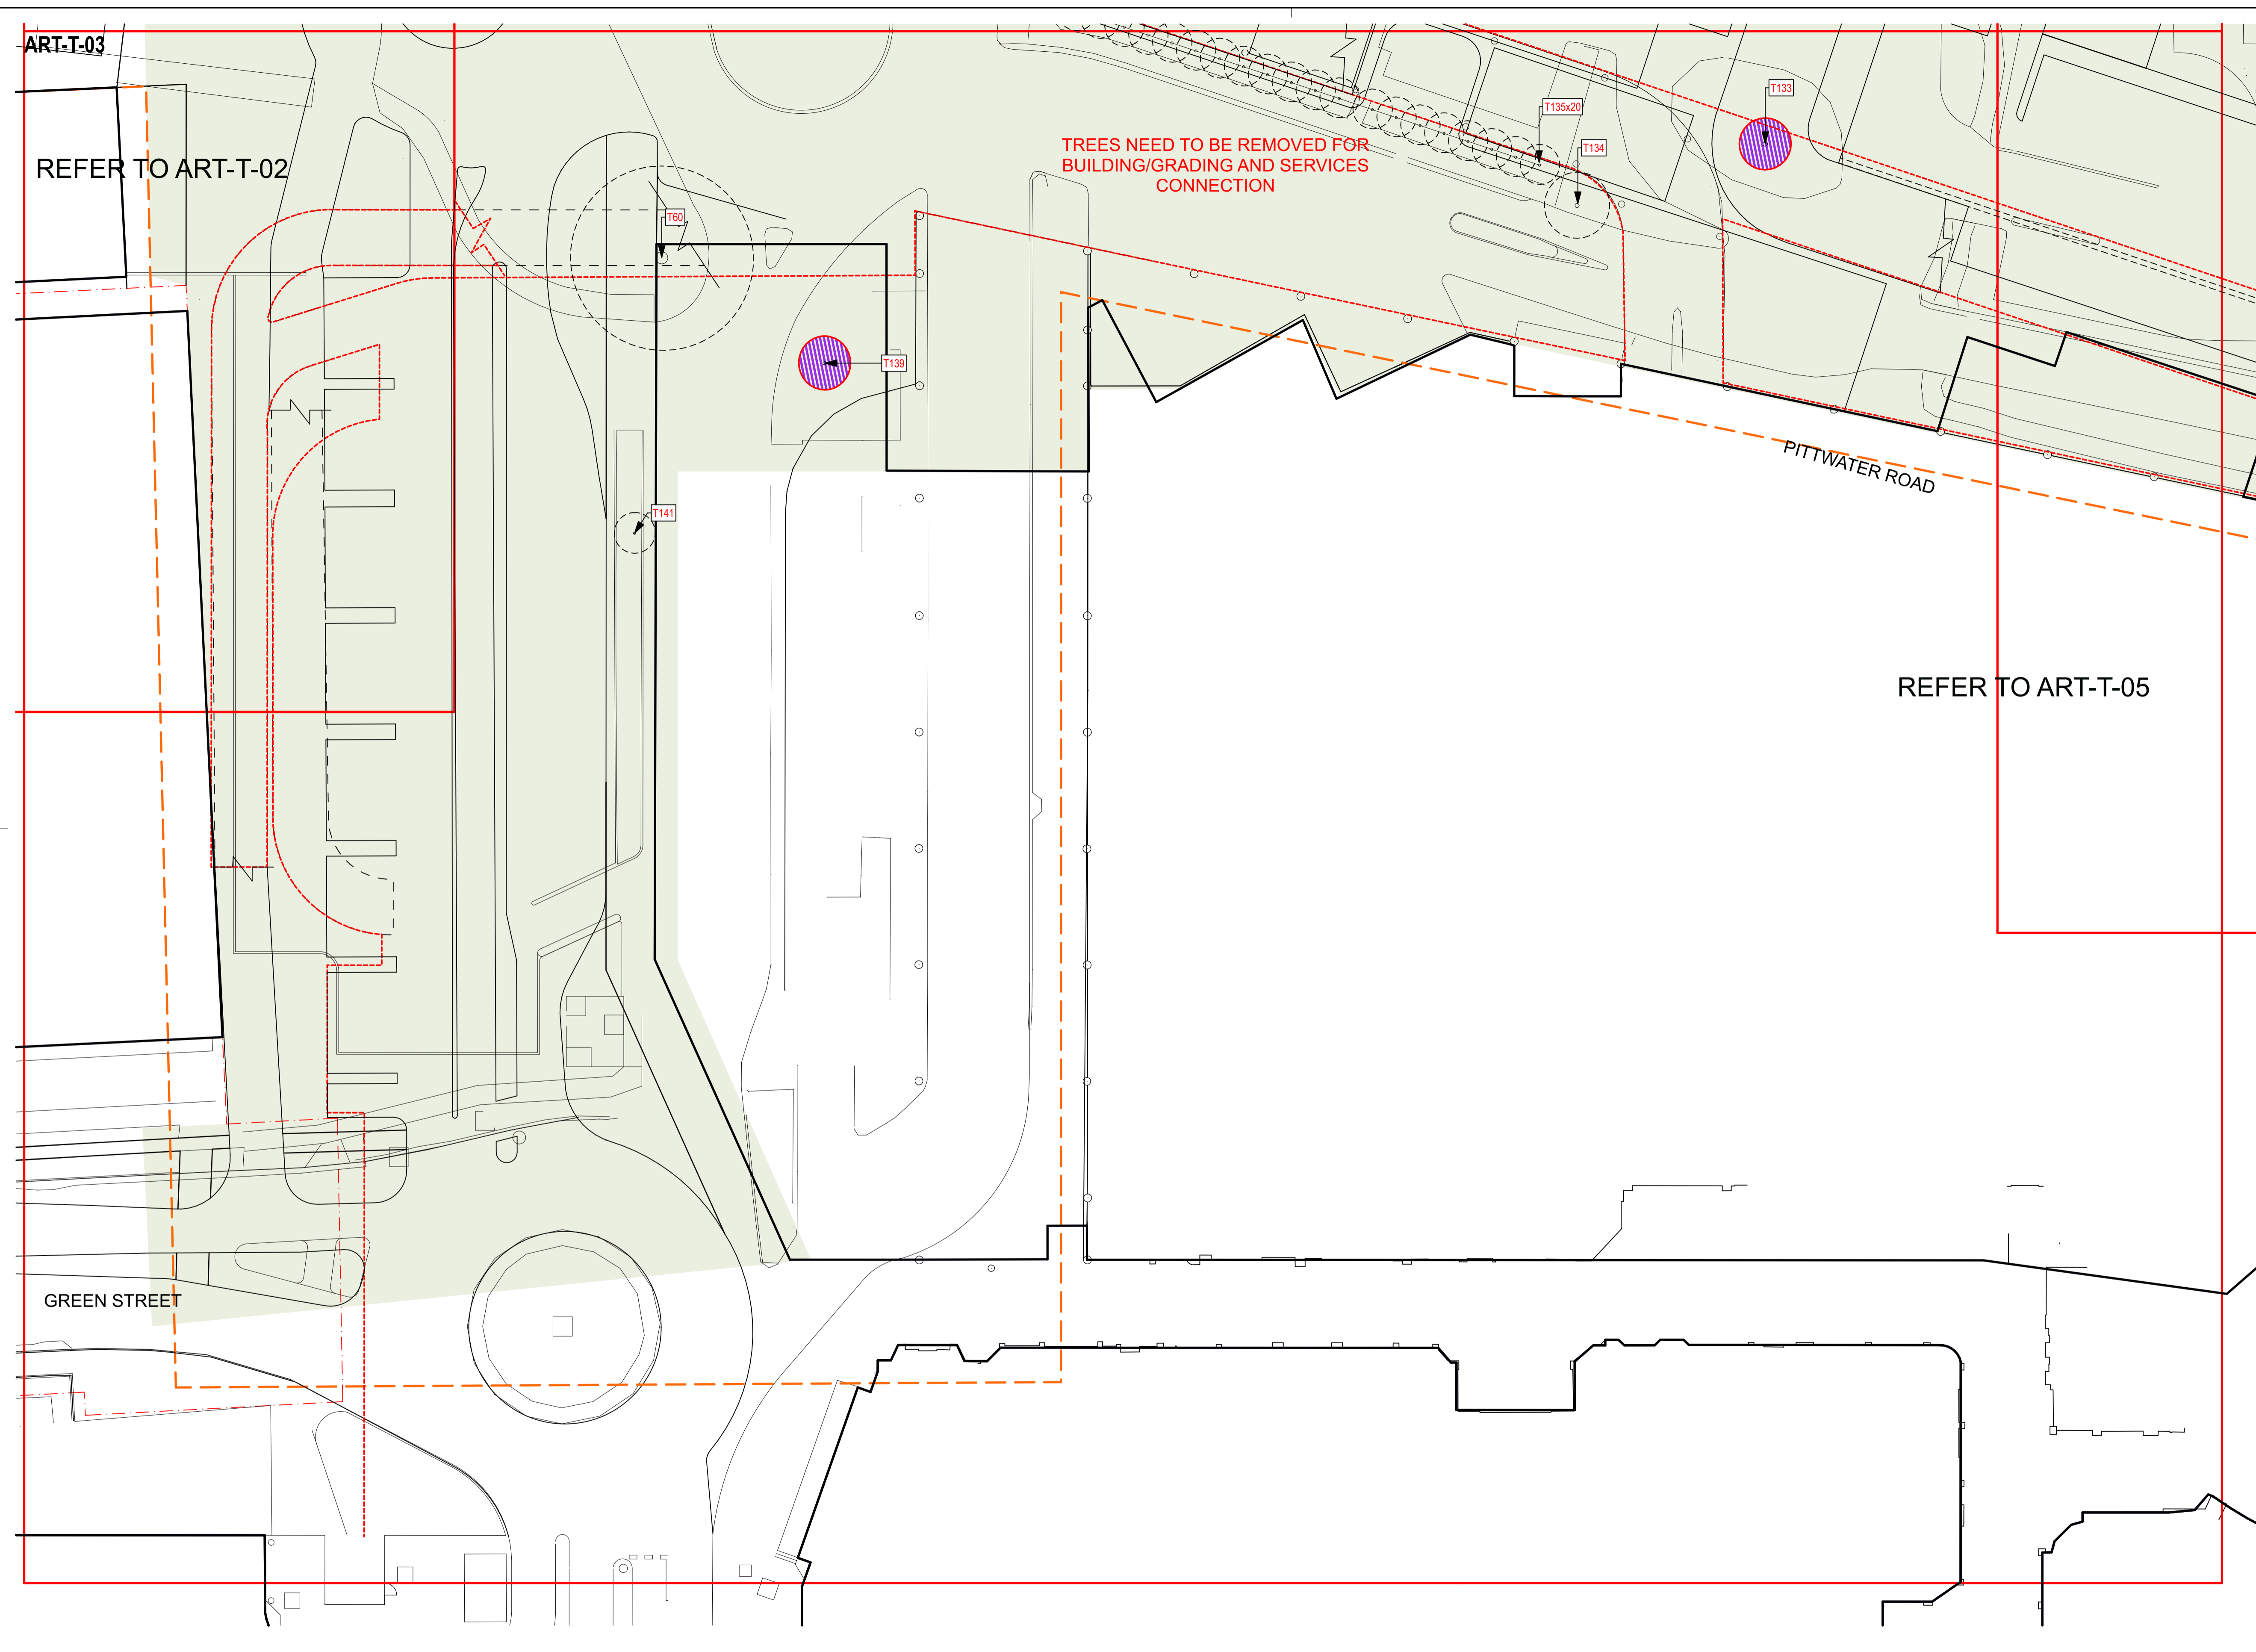 ART-T-03
REFER TO ART-T-02
T60
T139
T141
TREES NEED TO BE REMOVED FOR
BUILDING/GRADING AND SERVICES
CONNECTION
T135x20
T134
T133
PITTWATER ROAD
REFER TO ART-T-05
GREEN STREET